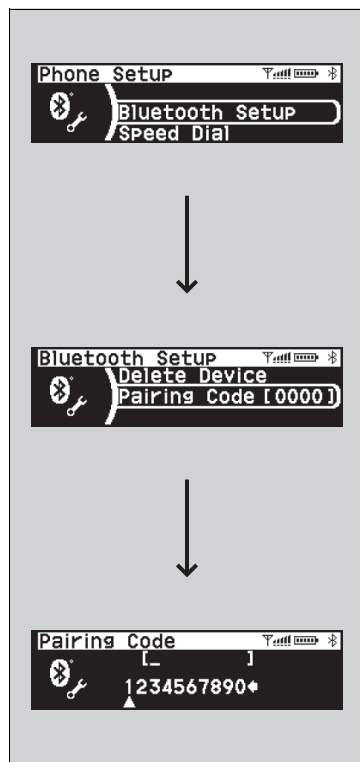 Phone Setup
Bluetooth Setup
Speed Dial
Bluetooth Setup
Delete Device
Pairing Code [0000]
Pairing Code
[_ ]
1234567890←